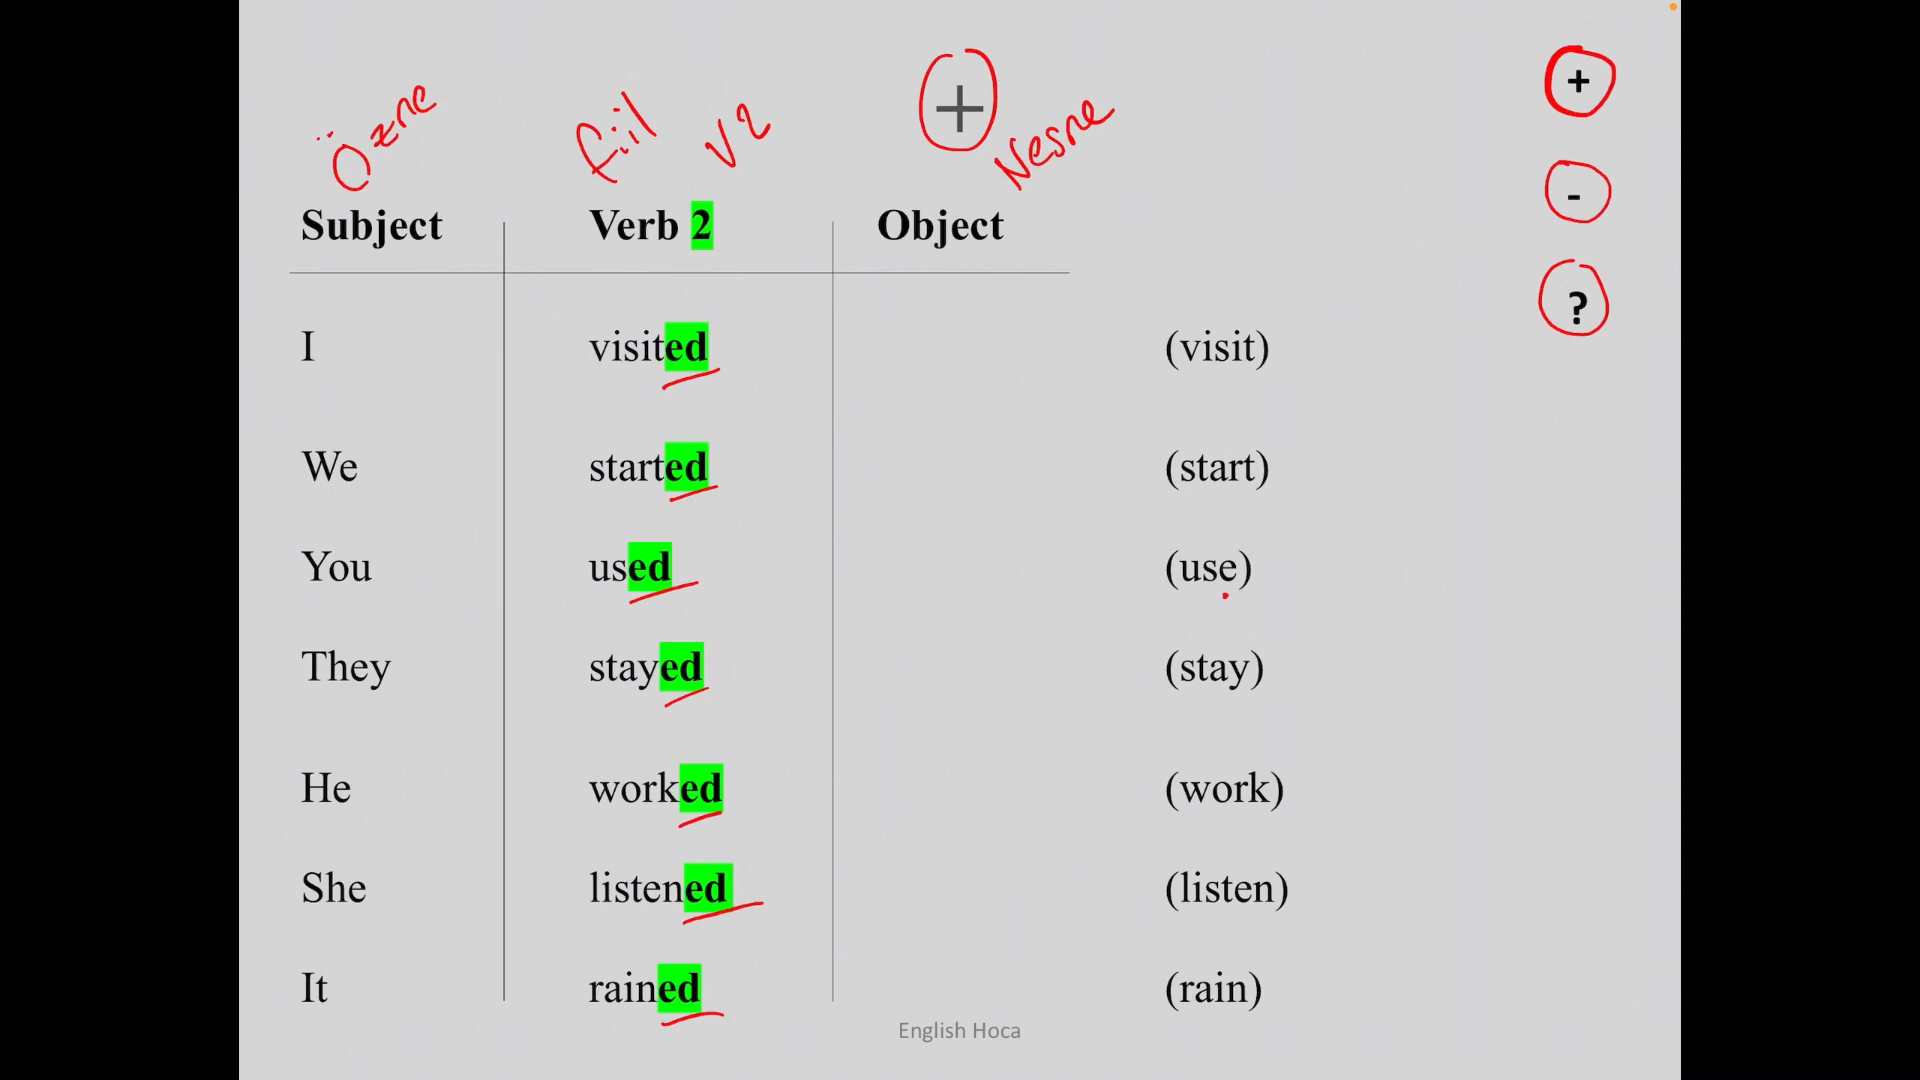 +
+
Özne fiil V2 Nesne
-
Subject Verb 2 Object
?
I visited (visit)
We started (start)
You used (use)
They stayed (stay)
He worked (work)
She listened (listen)
It rained (rain)
English Hoca